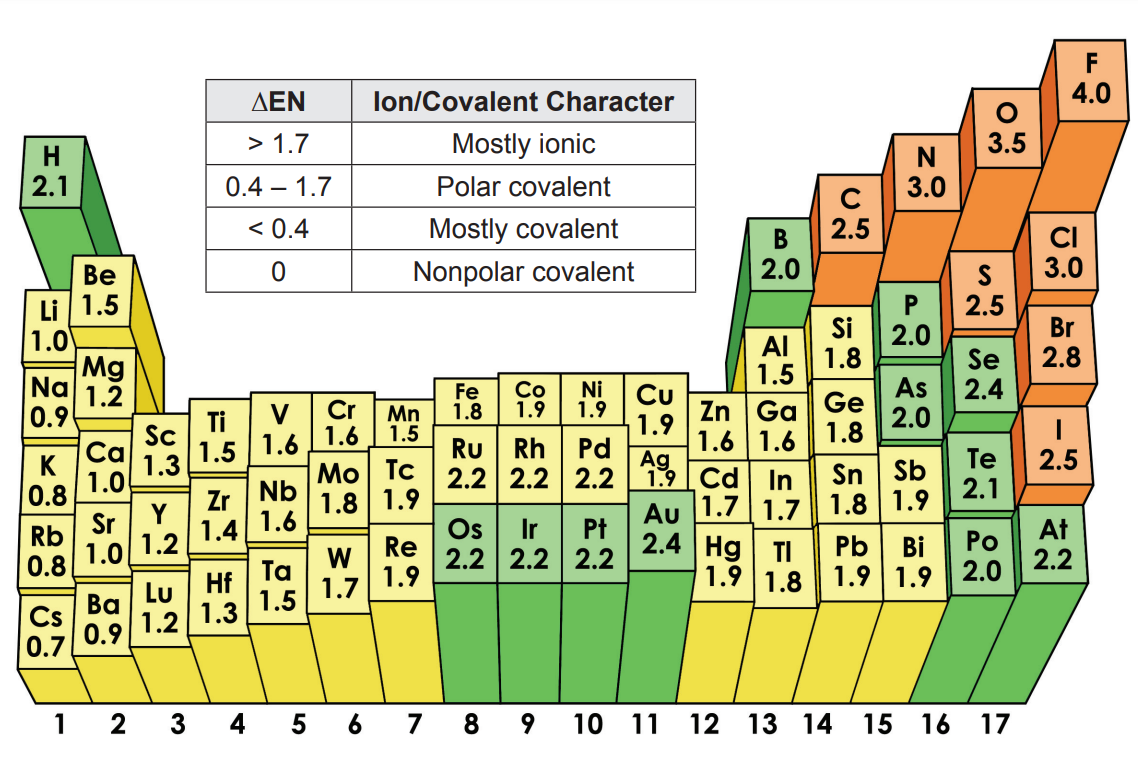 ΔEN Ion/Covalent Character
> 1.7 Mostly ionic
0.4 – 1.7 Polar covalent
< 0.4 Mostly covalent
0 Nonpolar covalent
H
2.1
Li
1.0
Na
0.9
K
0.8
Rb
0.8
Cs
0.7
Be
1.5
Mg
1.2
Ca
1.0
Sr
1.0
Ba
0.9
Sc
1.3
Y
1.2
Lu
1.2
Ti
1.5
Zr
1.4
Hf
1.3
V
1.6
Nb
1.6
Ta
1.5
Cr
1.6
Mo
1.8
W
1.7
Mn
1.5
Tc
1.9
Re
1.9
Fe
1.8
Ru
2.2
Os
2.2
Co
1.9
Rh
2.2
Ir
2.2
Ni
1.9
Pd
2.2
Pt
2.2
Cu
1.9
Ag
1.9
Au
2.4
Zn
1.6
Cd
1.7
Hg
1.9
B
2.0
Al
1.5
Ga
1.6
In
1.7
Tl
1.8
C
2.5
Si
1.8
Ge
1.8
Sn
1.8
Pb
1.9
N
3.0
P
2.0
As
2.0
Sb
1.9
Bi
1.9
O
3.5
S
2.5
Se
2.4
Te
2.1
Po
2.0
F
4.0
Cl
3.0
Br
2.8
I
2.5
At
2.2
1 2 3 4 5 6 7 8 9 10 11 12 13 14 15 16 17